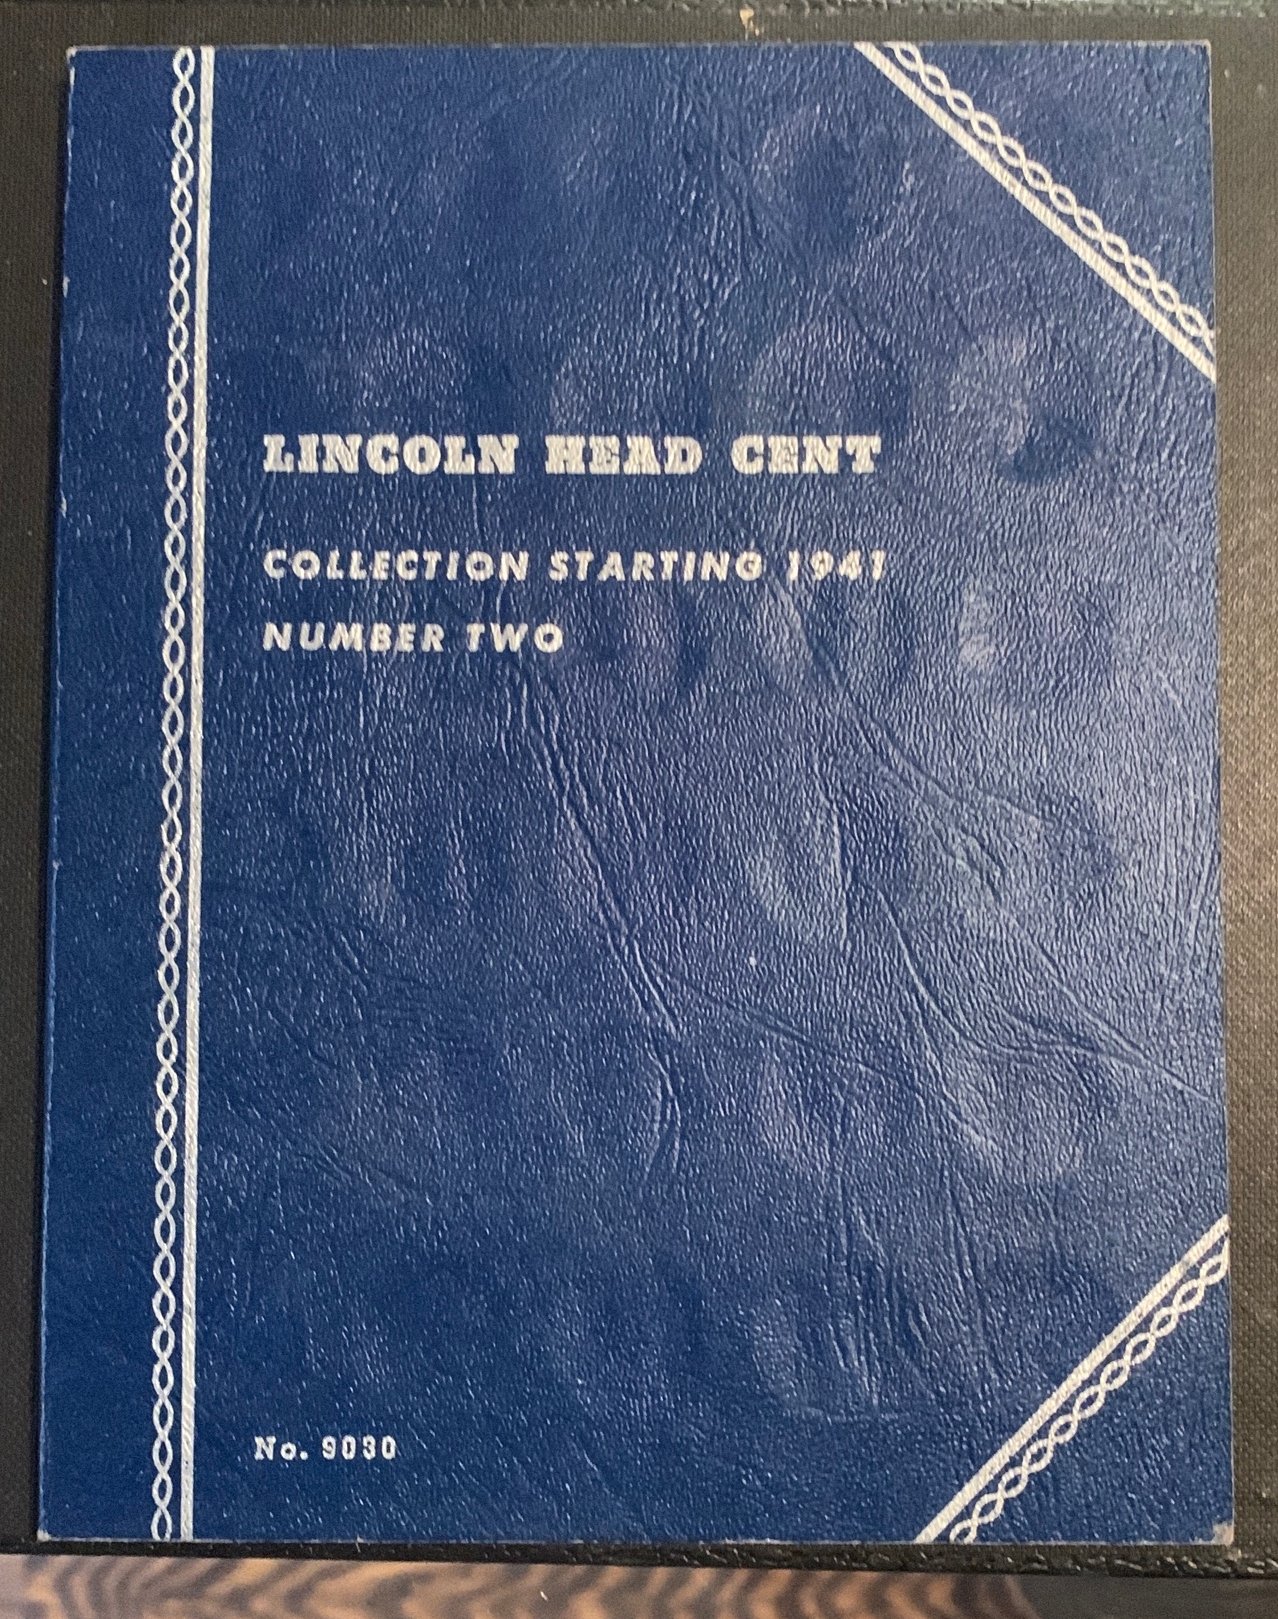 LINCOLN HEAD CENT
COLLECTION STARTING 1941
NUMBER TWO
No. 9030